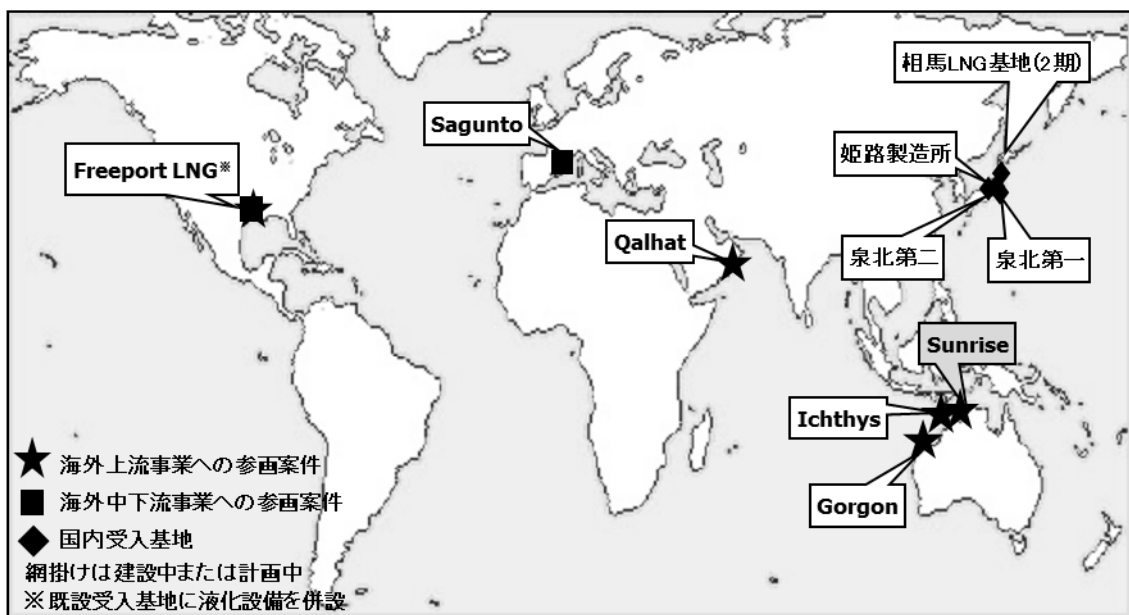 相馬LNG基地(2期)
Sagunto
姫路製造所
Freeport LNG※
Qalhat
泉北第二
泉北第一
Sunrise
Ichthys
Gorgon
★ 海外上流事業への参画案件
■ 海外中下流事業への参画案件
◆ 国内受入基地
網掛けは建設中または計画中
※既設受入基地に液化設備を併設